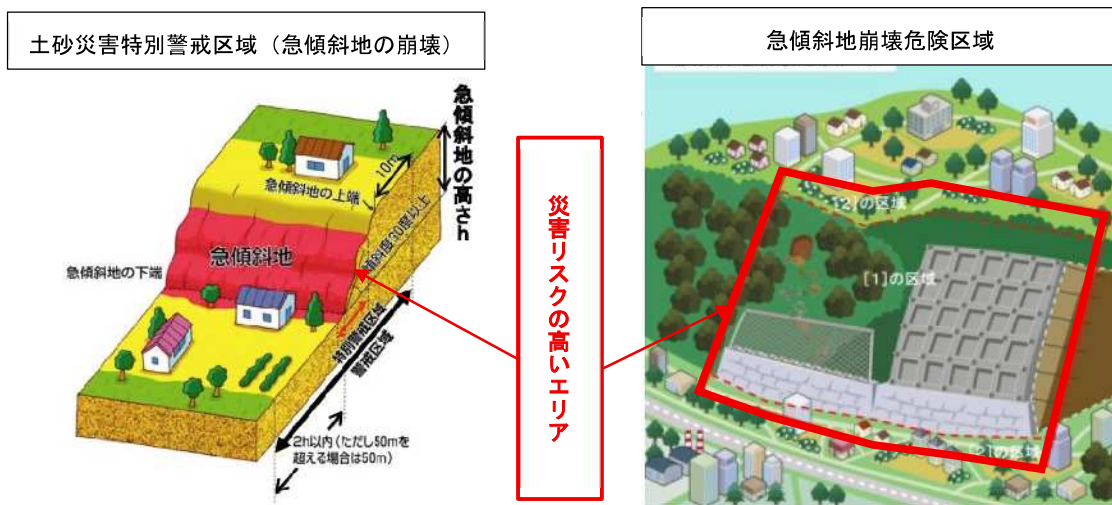 土砂災害特別警戒区域（急傾斜地の崩壊）
急傾斜地の高さh
10m
急傾斜地の上端
傾斜度30度以上
急傾斜地
急傾斜地の下端
特別警戒区域
警戒区域
2h以内（ただし50mを
超える場合は50m）
災害リスクの高いエリア
急傾斜地崩壊危険区域
[2]の区域
[1]の区域
[2]の区域